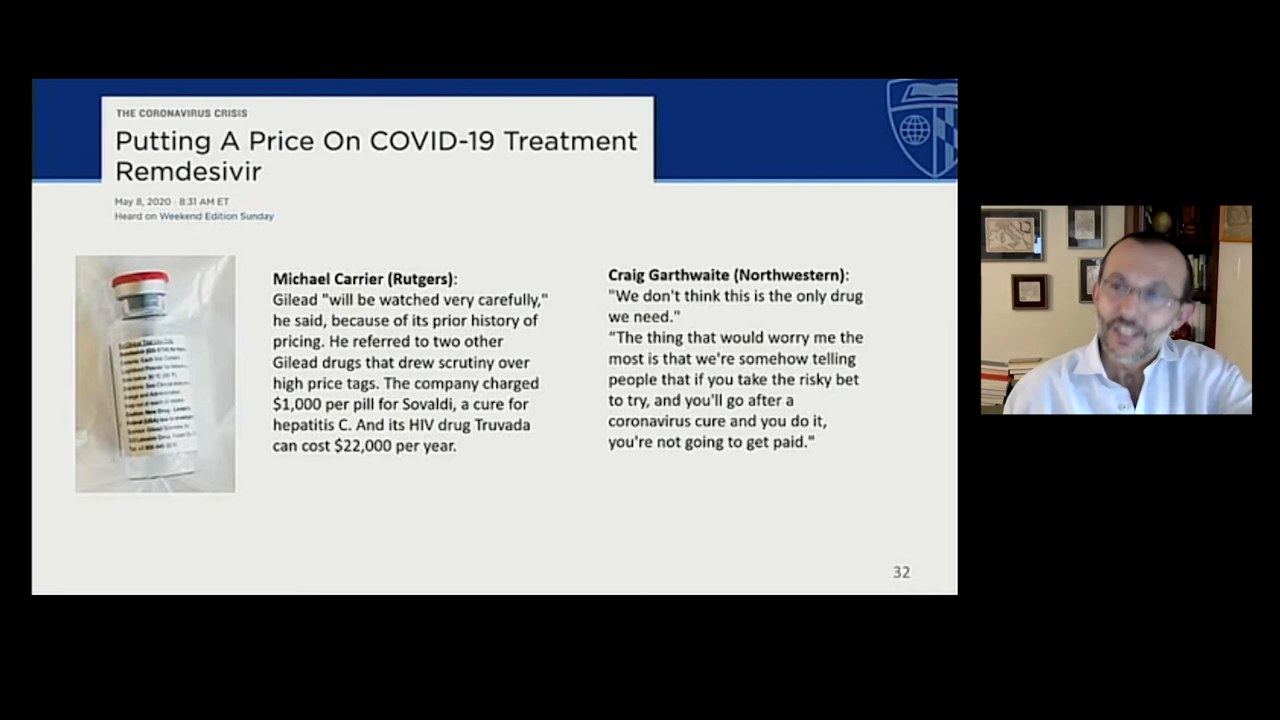 THE CORONAVIRUS CRISIS
Putting A Price On COVID-19 Treatment
Remdesivir
May 8, 2020 · 8:31 AM ET
Heard on Weekend Edition Sunday
Michael Carrier (Rutgers):
Gilead "will be watched very carefully,"
he said, because of its prior history of
pricing. He referred to two other
Gilead drugs that drew scrutiny over
high price tags. The company charged
$1,000 per pill for Sovaldi, a cure for
hepatitis C. And its HIV drug Truvada
can cost $22,000 per year.
Craig Garthwaite (Northwestern):
"We don't think this is the only drug
we need."
“The thing that would worry me the
most is that we're somehow telling
people that if you take the risky bet
to try, and you'll go after a
coronavirus cure and you do it,
you're not going to get paid."
32